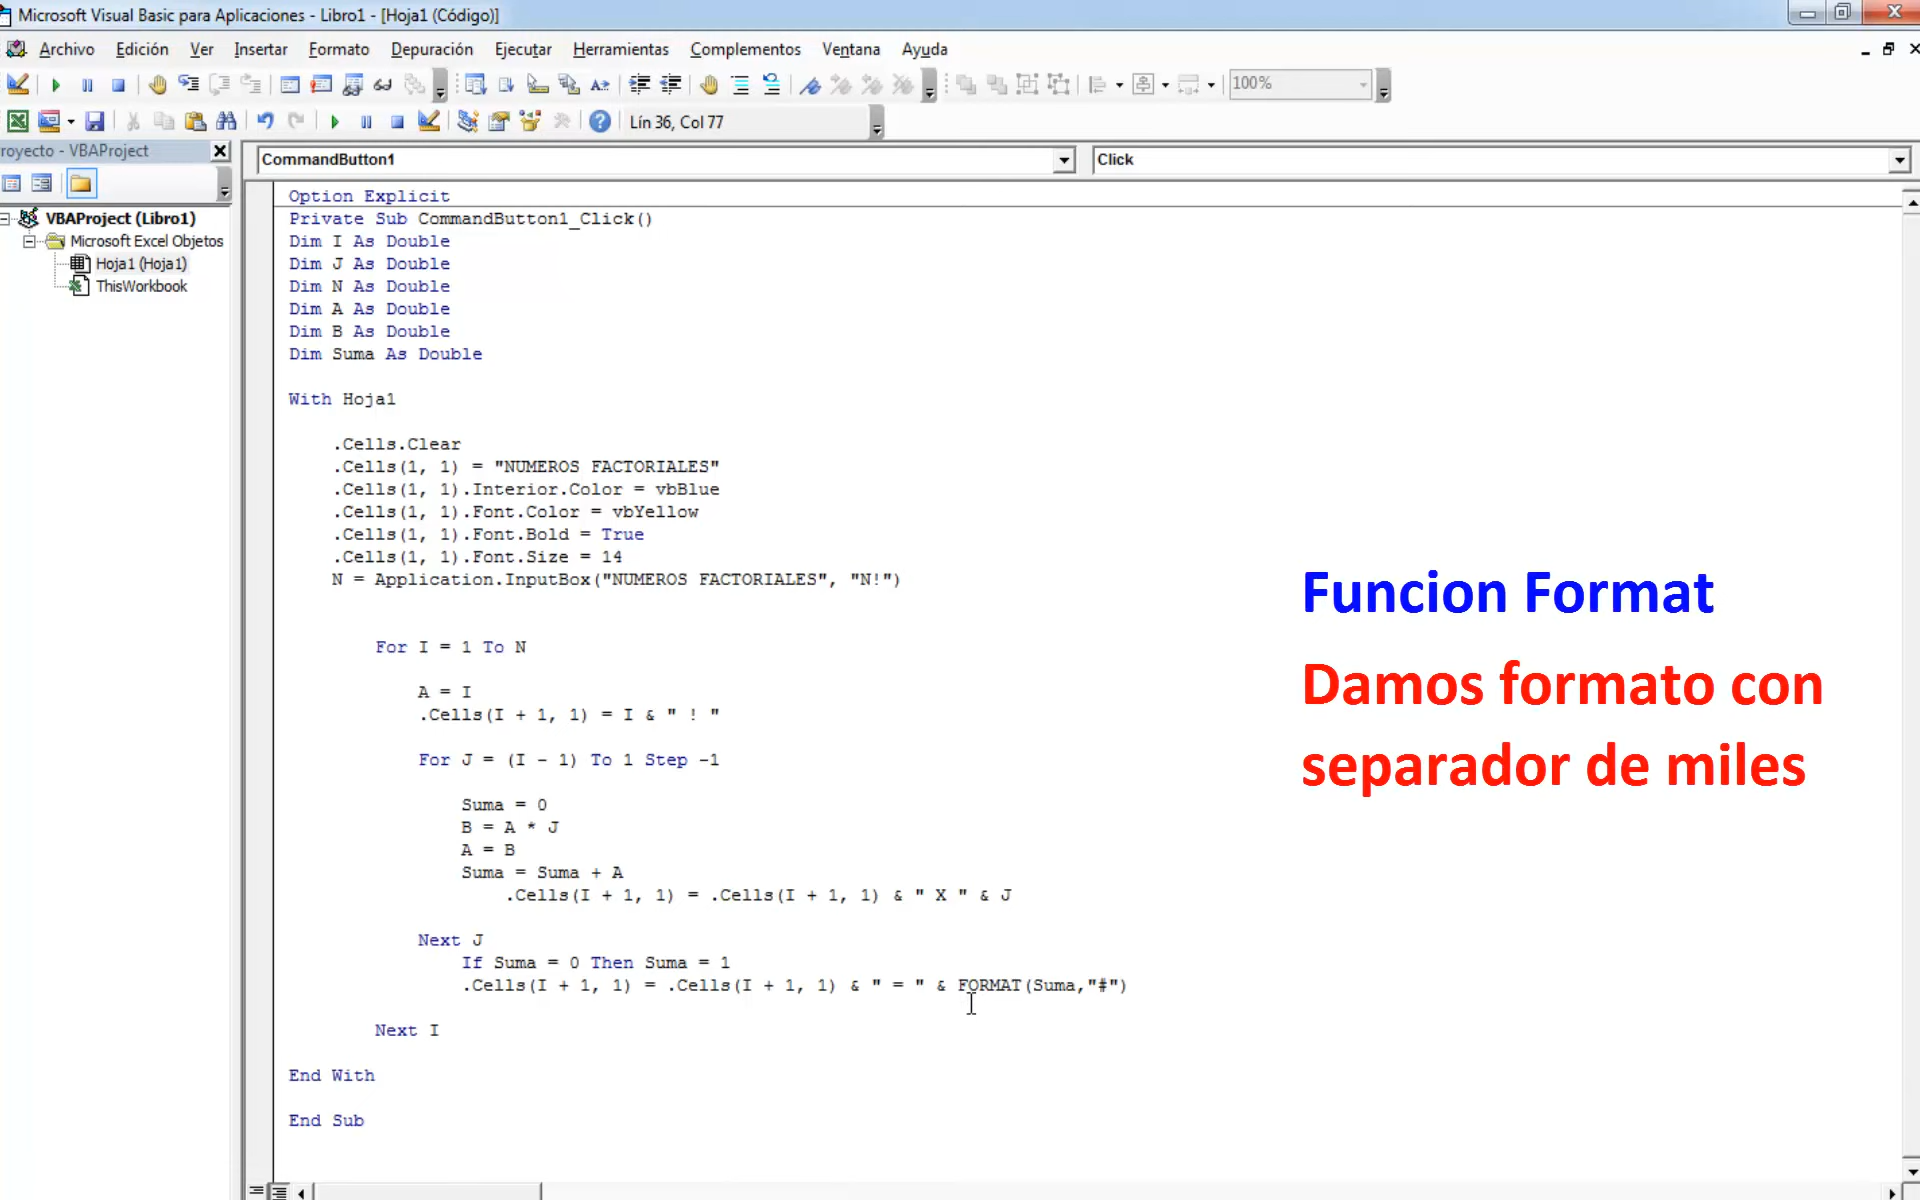 Microsoft Visual Basic para Aplicaciones - Libro1 - [Hoja1 (Código)]
Archivo Edición Ver Insertar Formato Depuración Ejecutar Herramientas Complementos Ventana Ayuda
100%
Lín 36, Col 77
royecto - VBAProject
CommandButton1 Click
VBAProject (Libro1)
Microsoft Excel Objetos
Hoja1 (Hoja1)
ThisWorkbook
Option Explicit
Private Sub CommandButton1_Click()
Dim I As Double
Dim J As Double
Dim N As Double
Dim A As Double
Dim B As Double
Dim Suma As Double
With Hoja1
.Cells.Clear
.Cells(1, 1) = "NUMEROS FACTORIALES"
.Cells(1, 1).Interior.Color = vbBlue
.Cells(1, 1).Font.Color = vbYellow
.Cells(1, 1).Font.Bold = True
.Cells(1, 1).Font.Size = 14
N = Application.InputBox("NUMEROS FACTORIALES", "N!")
For I = 1 To N
A = I
.Cells(I + 1, 1) = I & " ! "
For J = (I - 1) To 1 Step -1
Suma = 0
B = A * J
A = B
Suma = Suma + A
.Cells(I + 1, 1) = .Cells(I + 1, 1) & " X " & J
Next J
If Suma = 0 Then Suma = 1
.Cells(I + 1, 1) = .Cells(I + 1, 1) & " = " & FORMAT(Suma,"#")
Next I
End With
End Sub
Funcion Format
Damos formato con
separador de miles